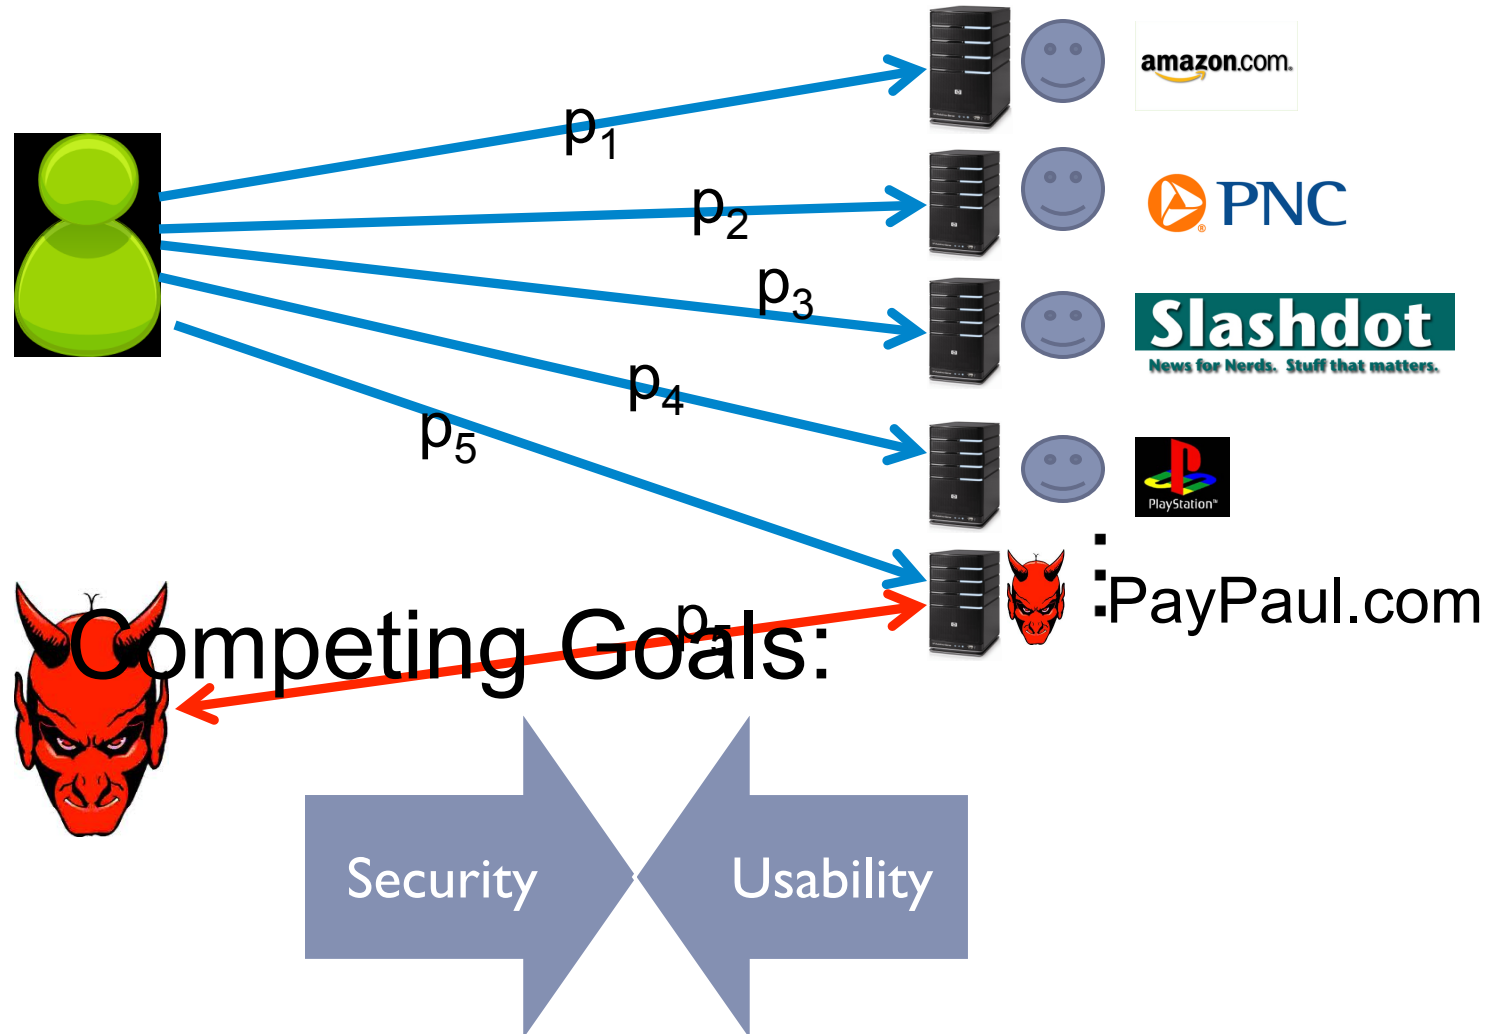 amazon.com.
p1
PNC
p2
p3
Slashdot
News for Nerds. Stuff that matters.
p4
p5
PlayStation
PayPaul.com
p5
Competing Goals:
Security
Usability